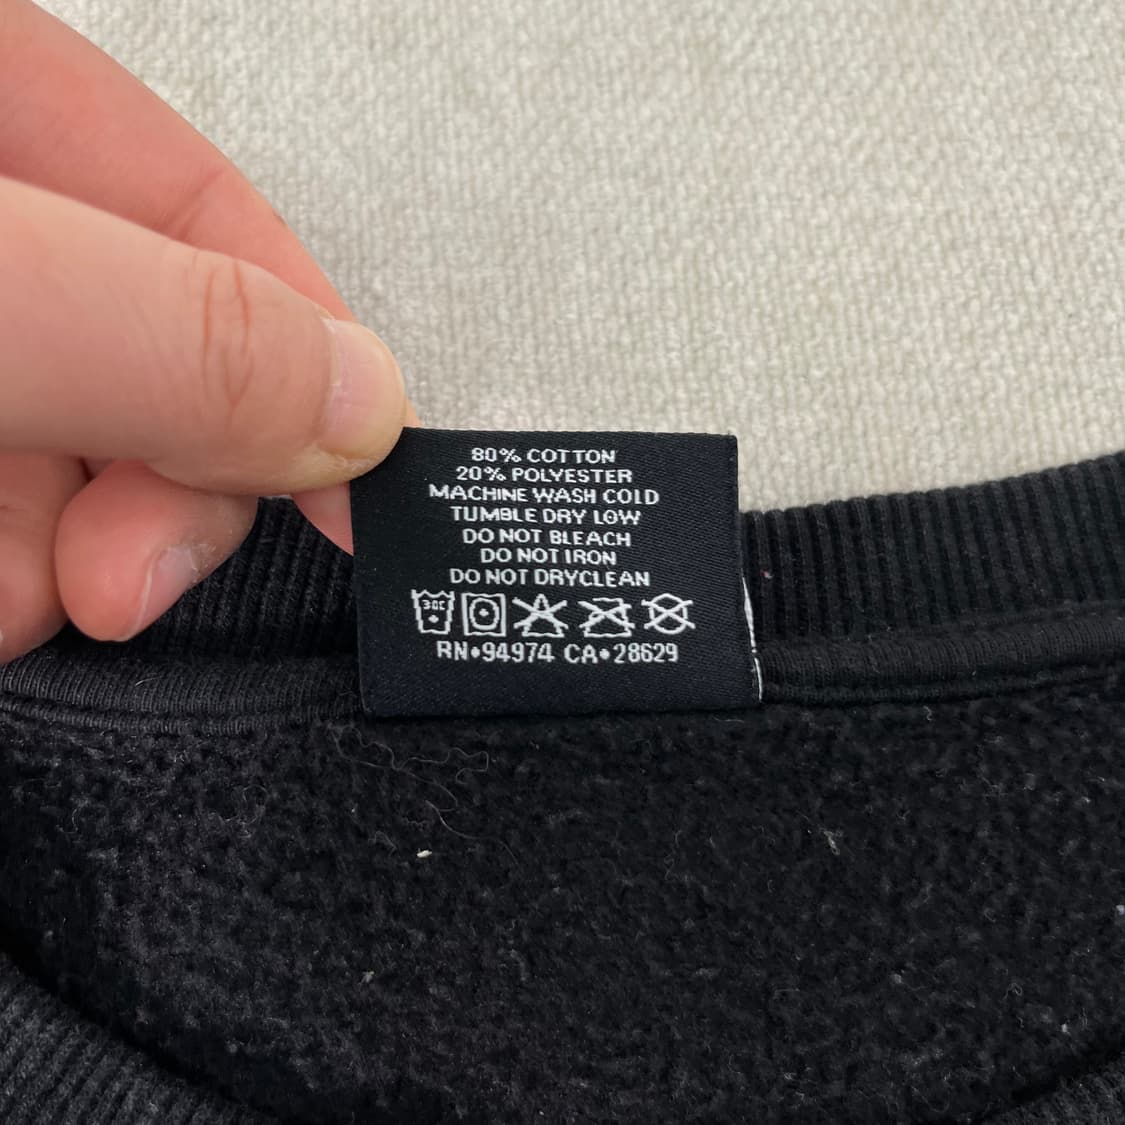 80% COTTON
20% POLYESTER
MACHINE WASH COLD
TUMBLE DRY LOW
DO NOT BLEACH
DO NOT IRON
DO NOT DRYCLEAN
30C
RN•94974 CA•28629